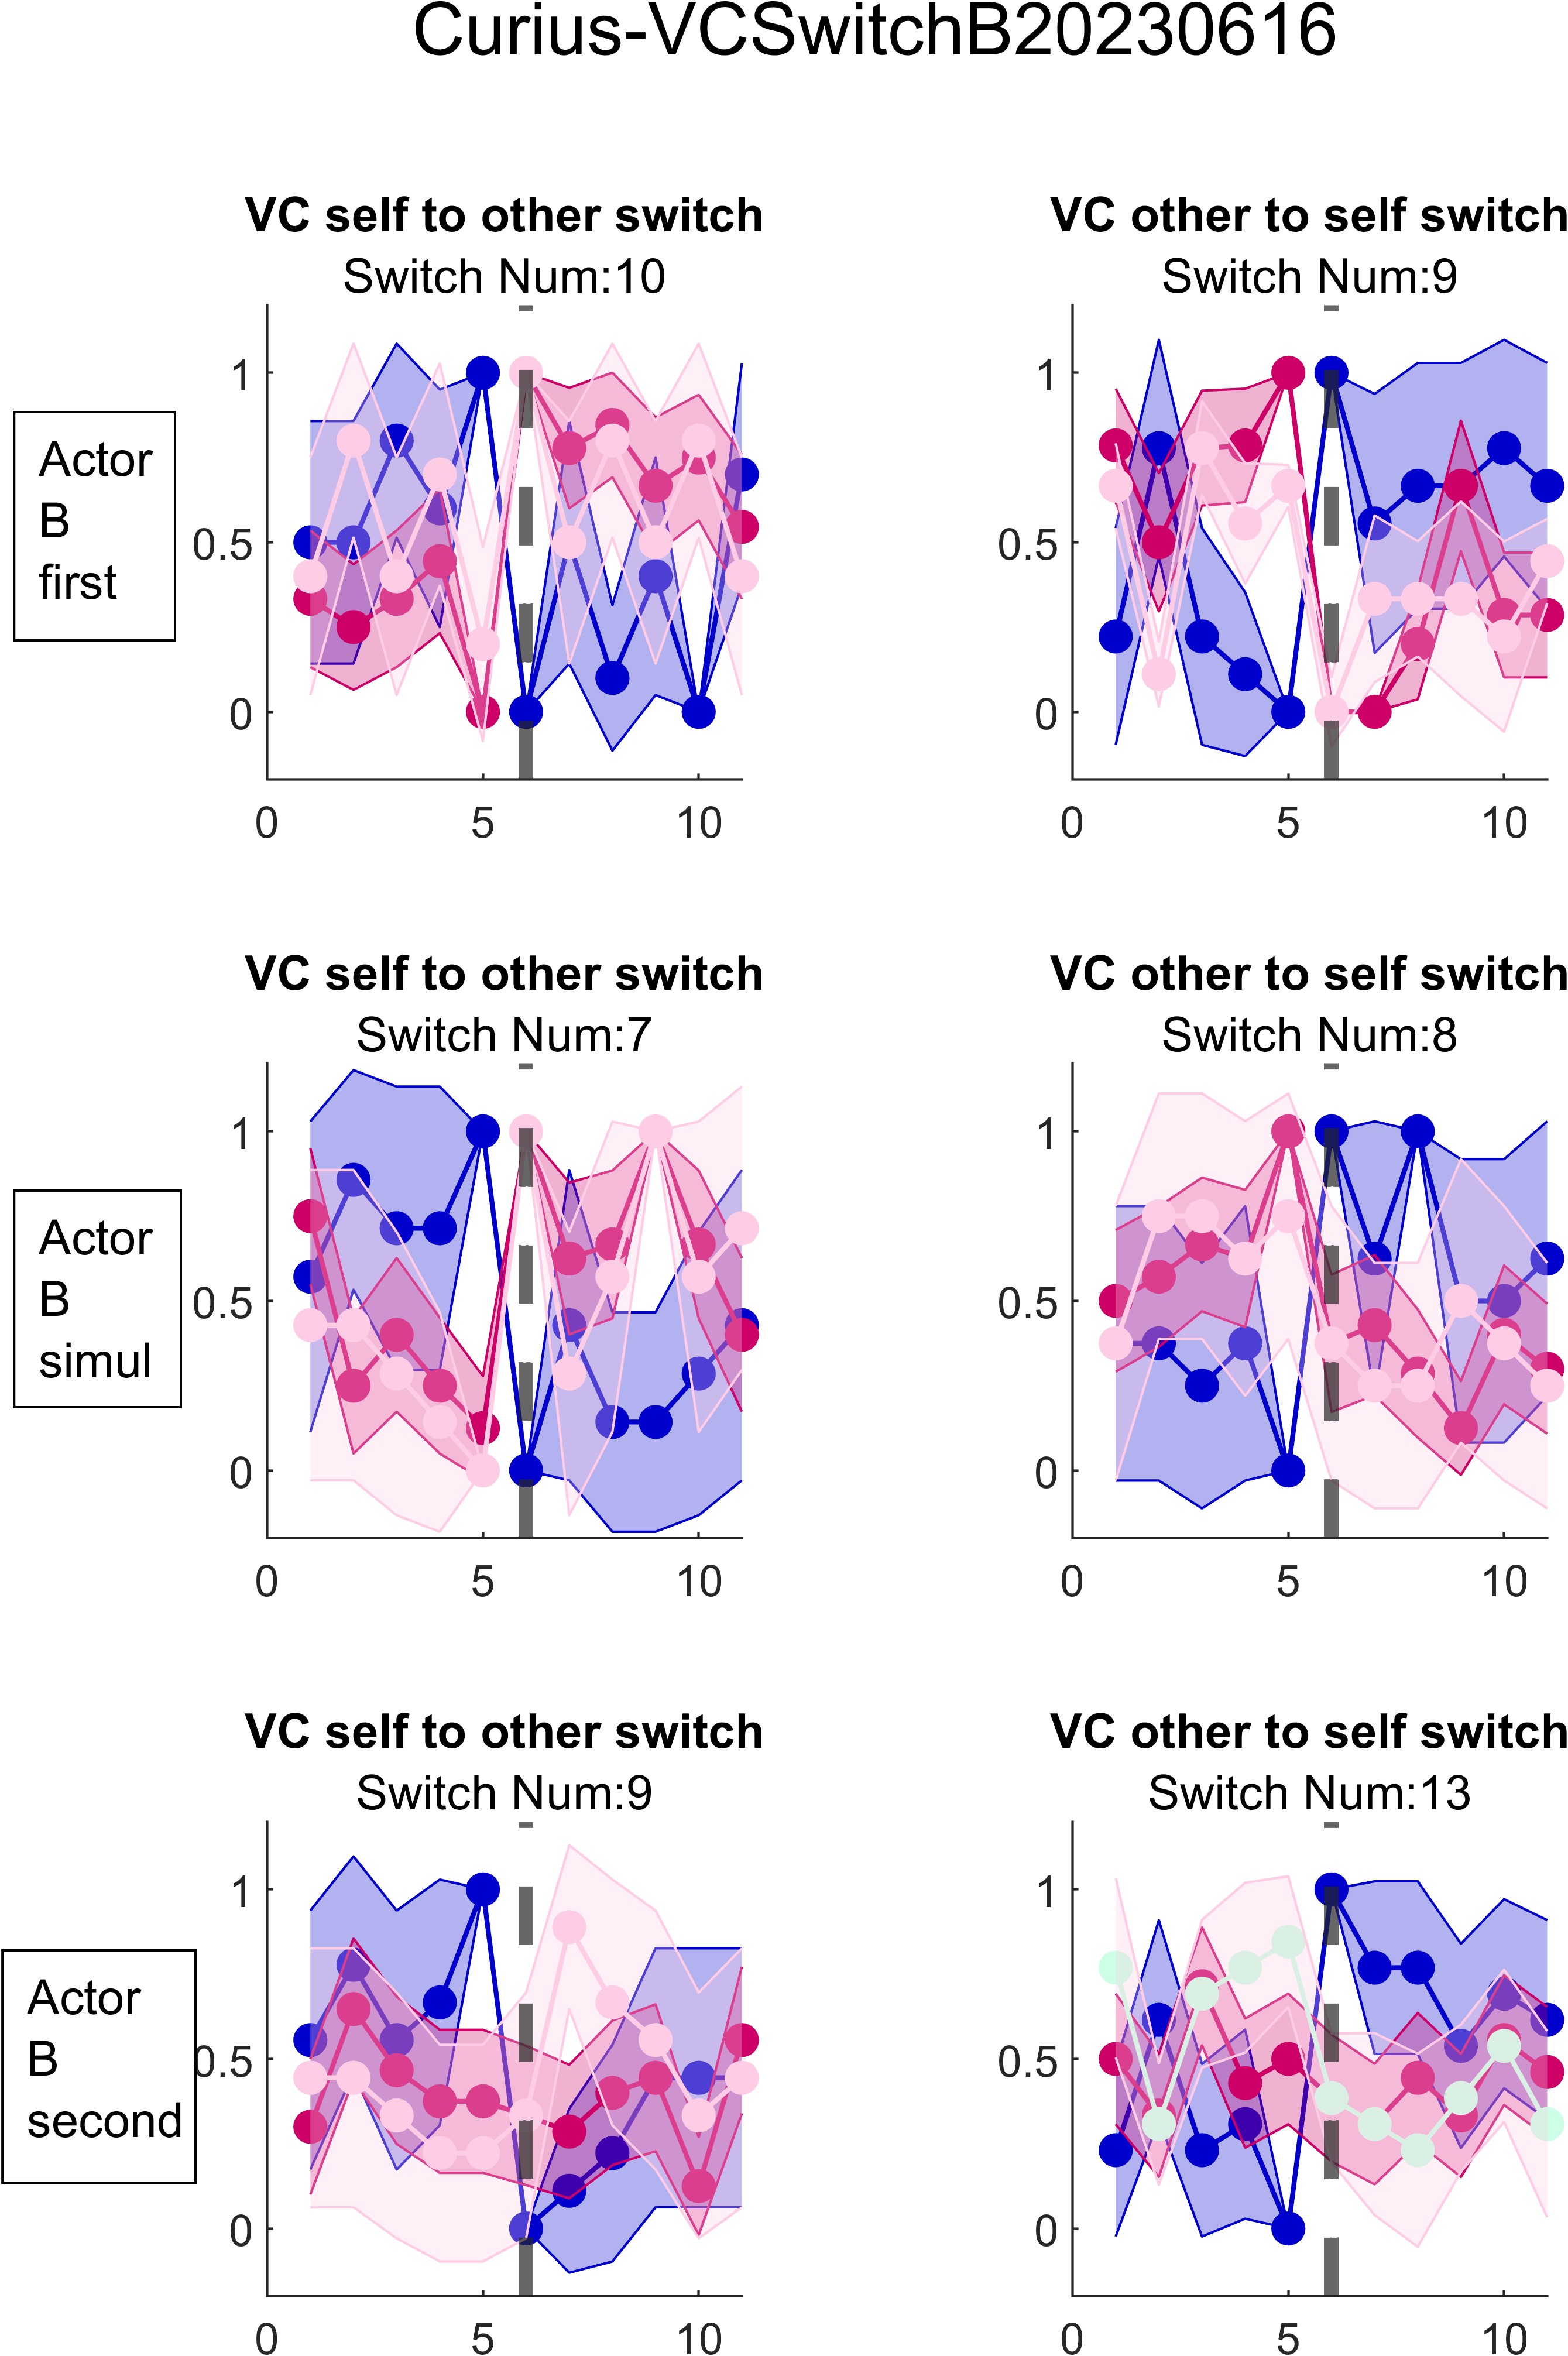 Curius-VCSwitchB20230616
VC self to other switch
Switch Num:10
VC other to self switch
Switch Num:9
Actor
B
first
1
0.5
0
0
5
10
1
0.5
0
0
5
10
VC self to other switch
Switch Num:7
VC other to self switch
Switch Num:8
Actor
B
simul
1
0.5
0
0
5
10
1
0.5
0
0
5
10
VC self to other switch
Switch Num:9
VC other to self switch
Switch Num:13
Actor
B
second
1
0.5
0
0
5
10
1
0.5
0
0
5
10